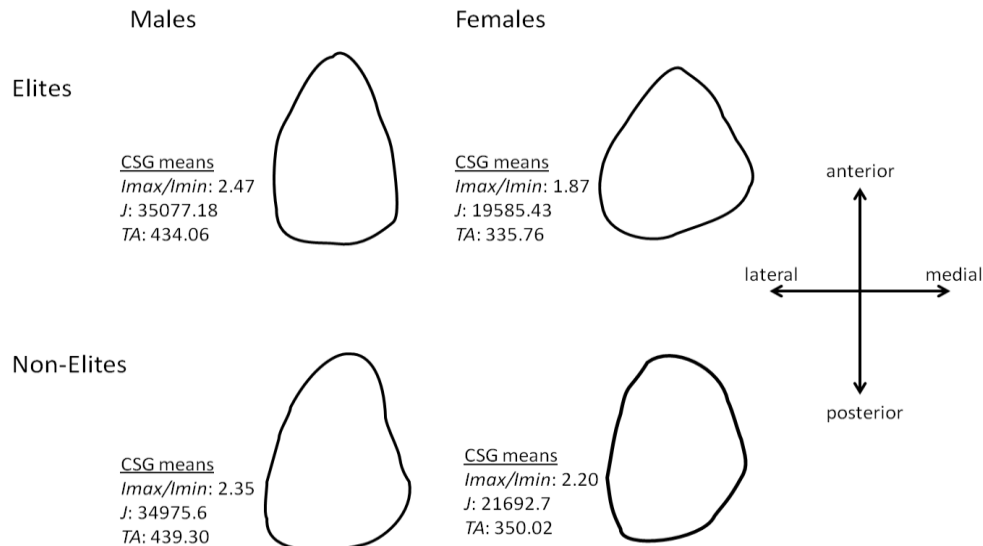 Males
Females
Elites
CSG means
Imax/Imin: 2.47
J: 35077.18
TA: 434.06
CSG means
Imax/Imin: 1.87
J: 19585.43
TA: 335.76
anterior
lateral
medial
posterior
Non-Elites
CSG means
Imax/Imin: 2.35
J: 34975.6
TA: 439.30
CSG means
Imax/Imin: 2.20
J: 21692.7
TA: 350.02